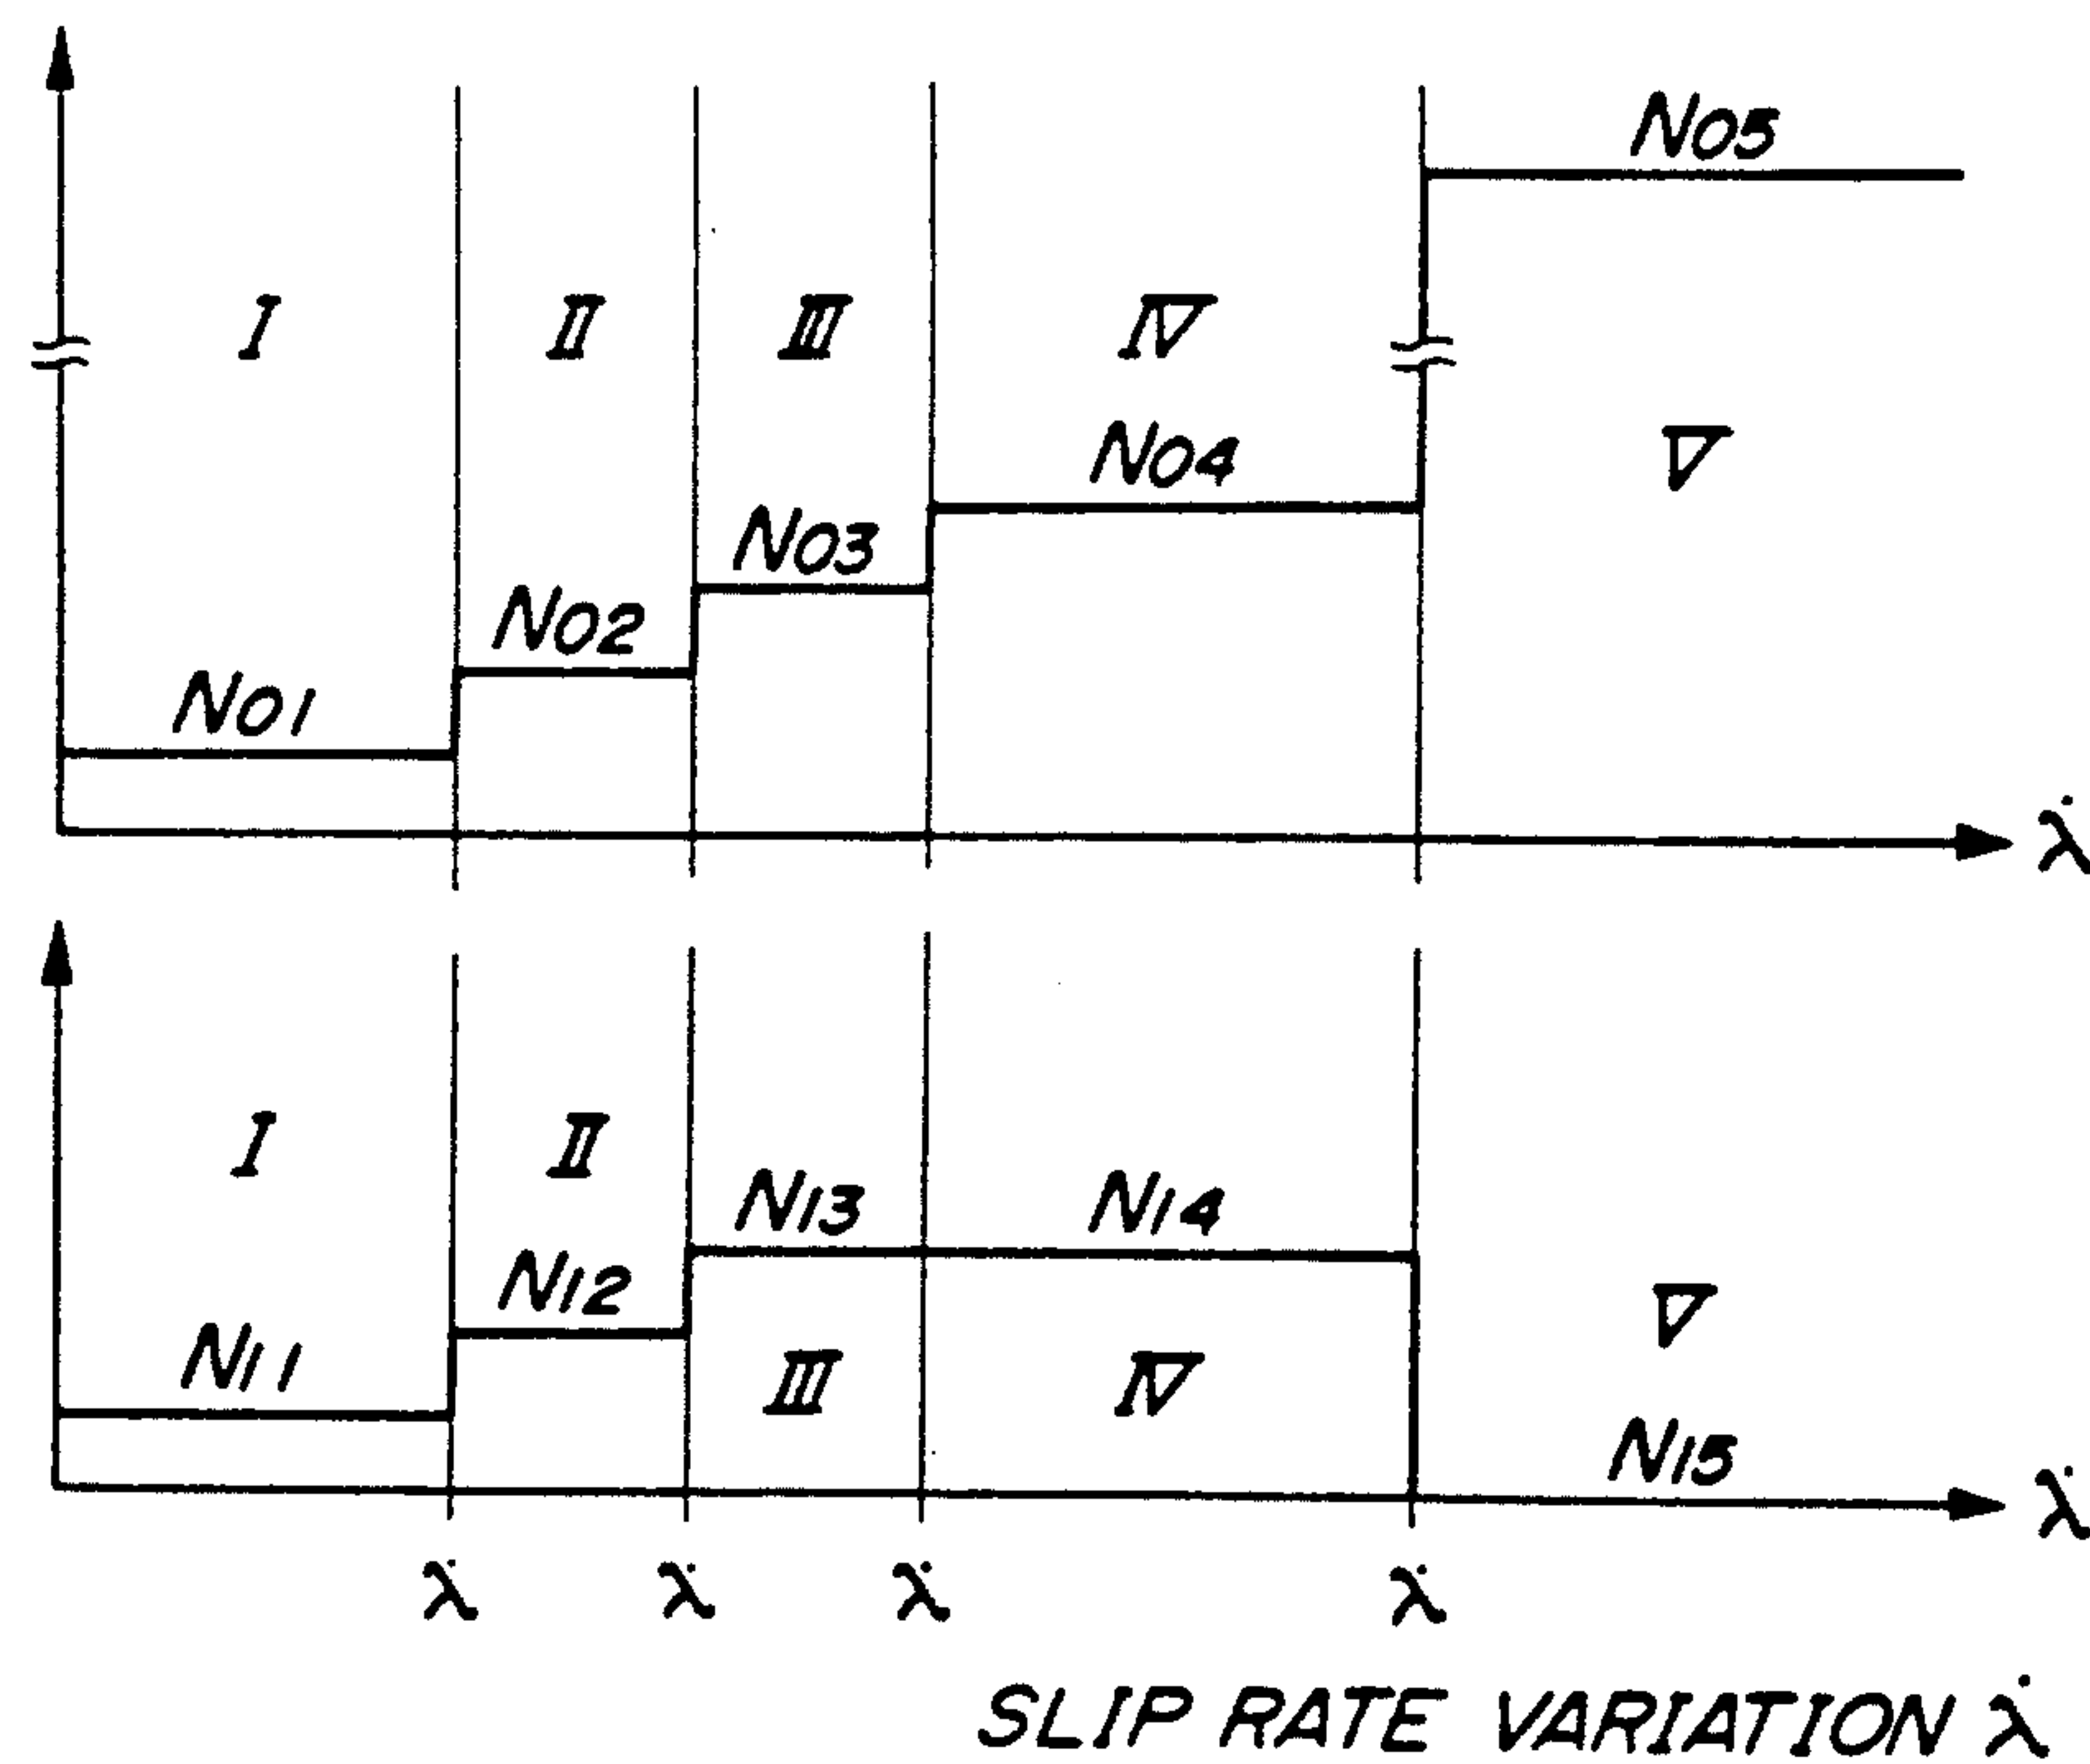 N05
I II III IV
N04
V
N03
N02
N01
λ̇
I II
N13 N14
N12
V
N11
III IV
N15
λ̇
λ̇ λ̇ λ̇ λ̇
SLIP RATE VARIATION λ̇